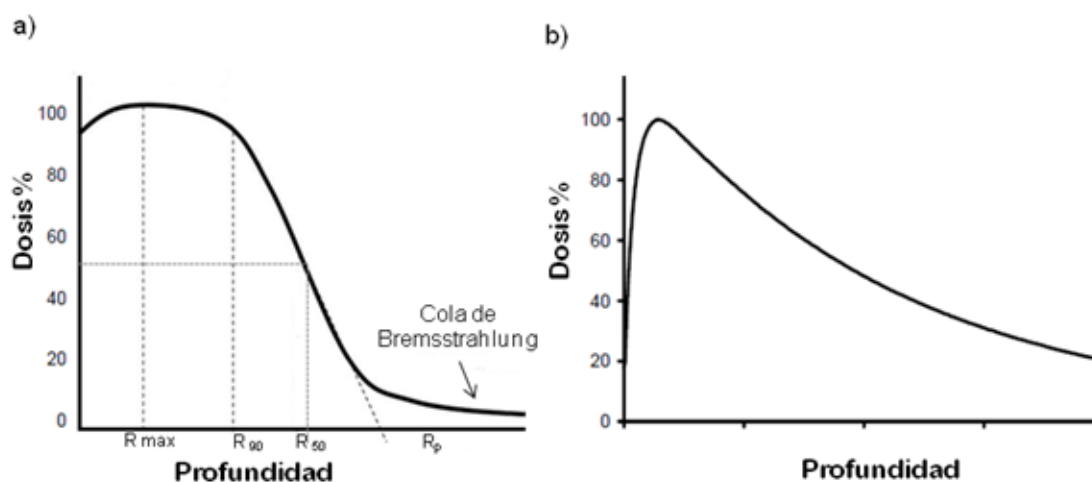 a)
Dosis %
100
80
60
40
20
0
Cola de
Bremsstrahlung
R max
R 90
R 50
Rp
Profundidad
b)
Dosis %
100
80
60
40
20
0
Profundidad